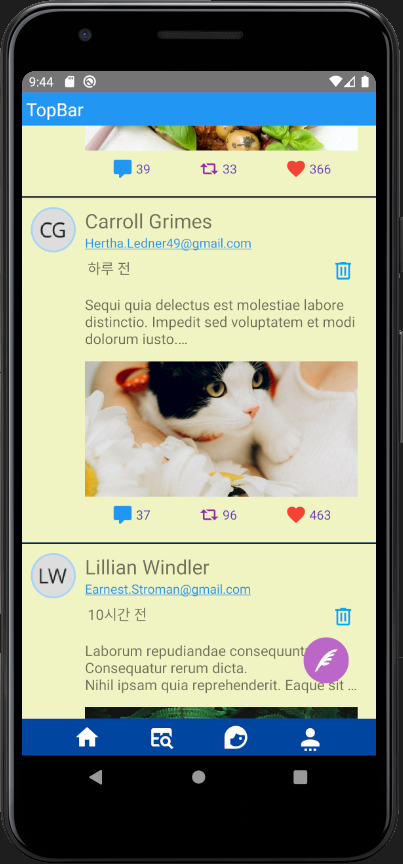 9:44
TopBar
39 33 366
CG
Carroll Grimes
Hertha.Ledner49@gmail.com
하루 전
Sequi quia delectus est molestiae labore
distinctio. Impedit sed voluptatem et modi
dolorum iusto....
37 96 463
LW
Lillian Windler
Earnest.Stroman@gmail.com
10시간 전
Laborum repudiandae consequunt
Consequatur rerum dicta.
Nihil ipsam quia reprehenderit. Eaque sit ...